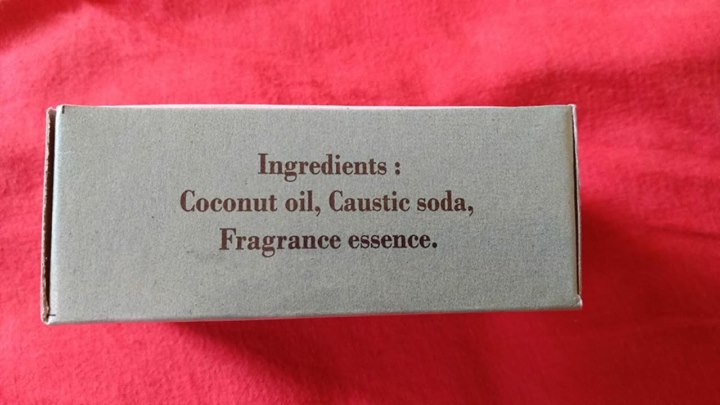 Ingredients :
Coconut oil, Caustic soda,
Fragrance essence.